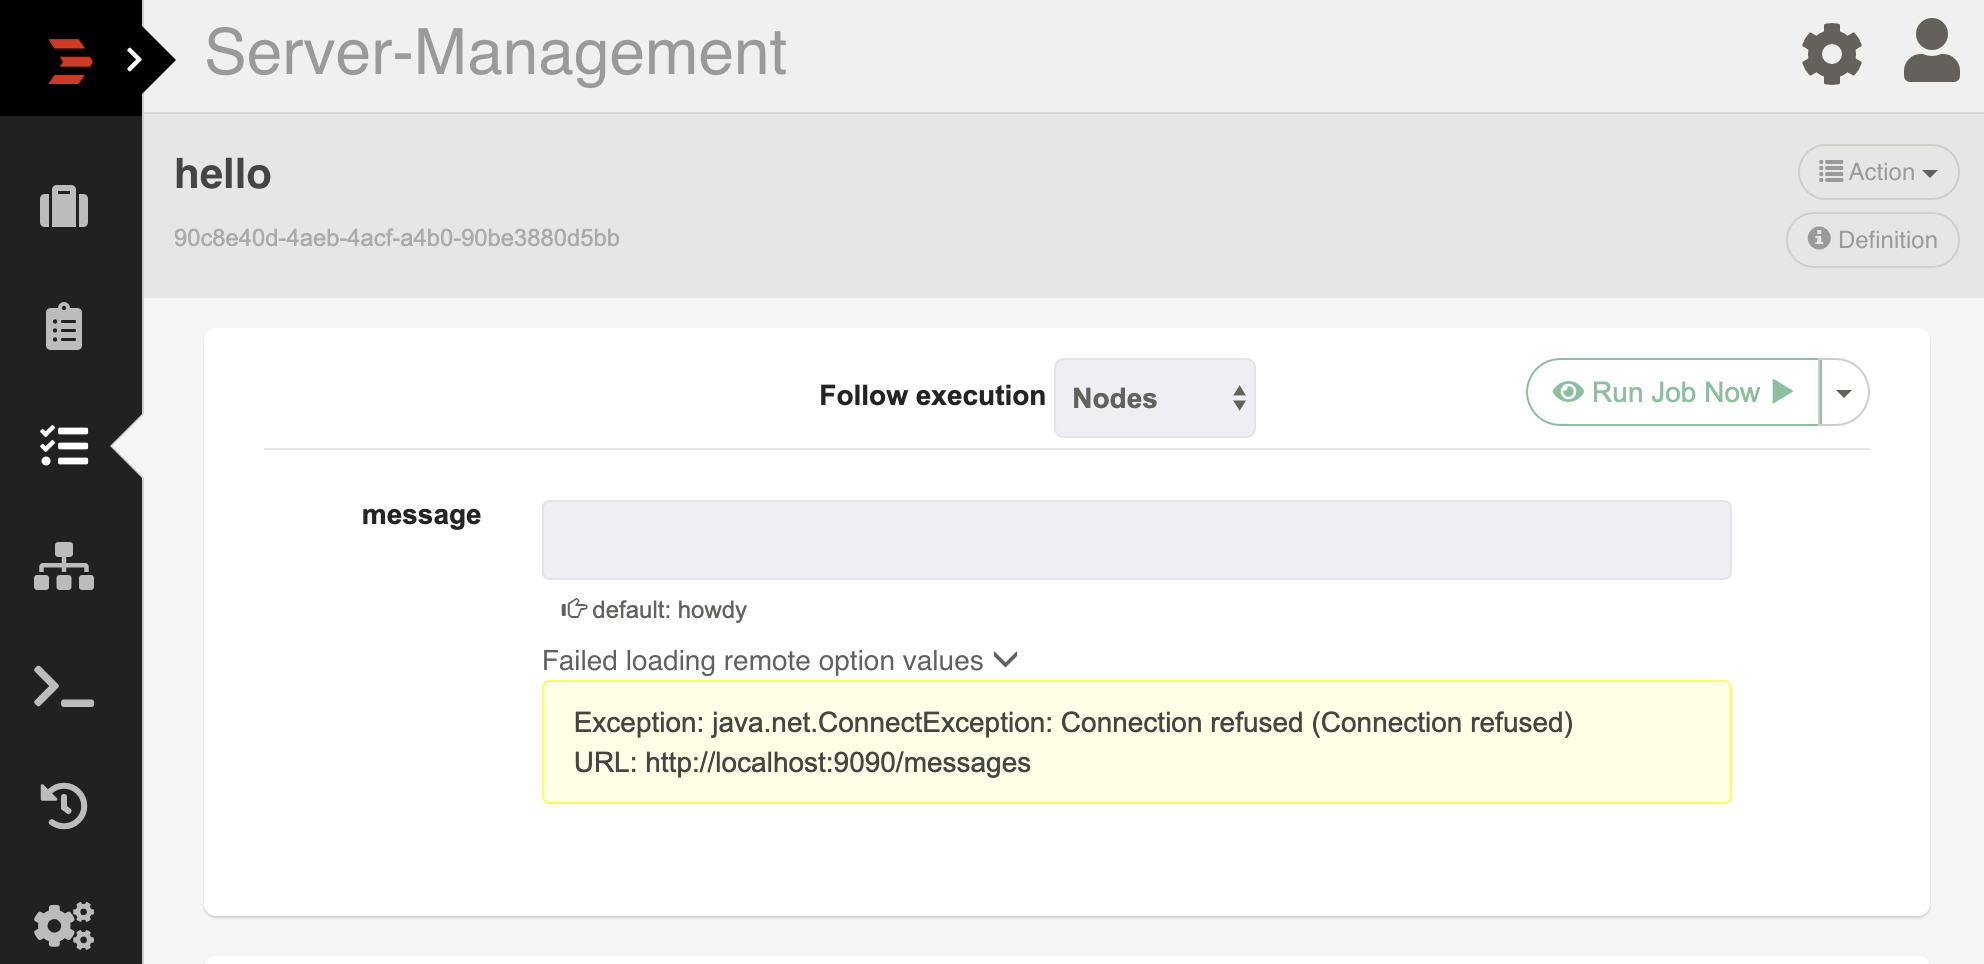 Server-Management
hello
Action
90c8e40d-4aeb-4acf-a4b0-90be3880d5bb
Definition
Follow execution Nodes Run Job Now
message
default: howdy
Failed loading remote option values
Exception: java.net.ConnectException: Connection refused (Connection refused)
URL: http://localhost:9090/messages